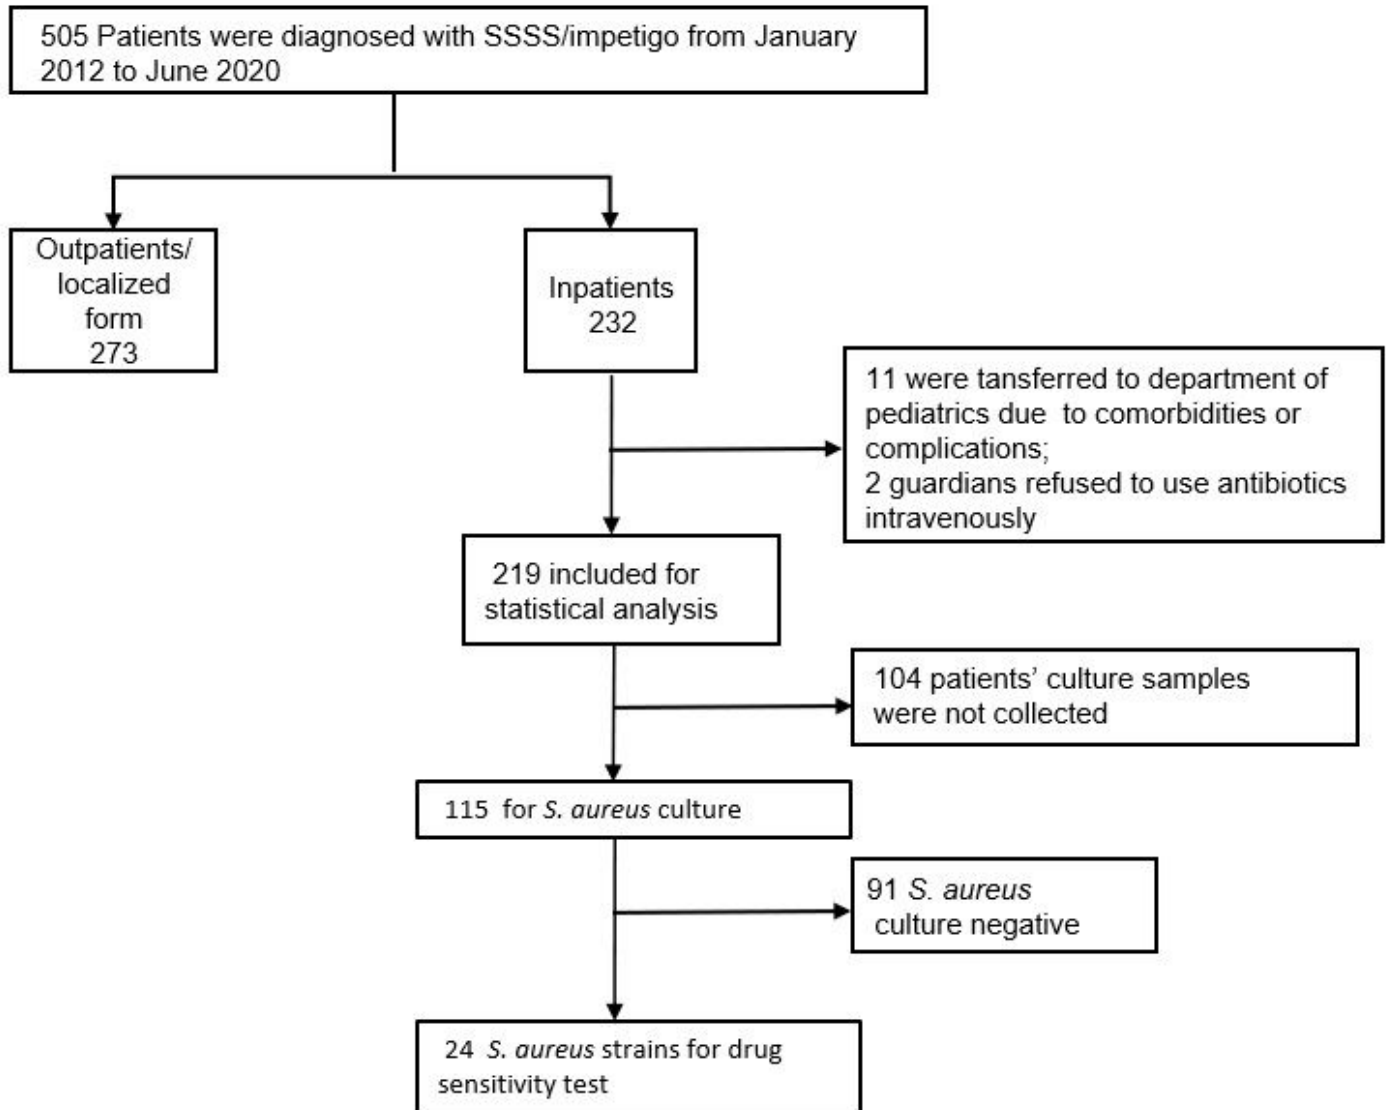 505 Patients were diagnosed with SSSS/impetigo from January
2012 to June 2020
Outpatients/
localized
form
273
Inpatients
232
11 were tansferred to department of
pediatrics due to comorbidities or
complications;
2 guardians refused to use antibiotics
intravenously
219 included for
statistical analysis
104 patients’ culture samples
were not collected
115 for S. aureus culture
91 S. aureus
culture negative
24 S. aureus strains for drug
sensitivity test